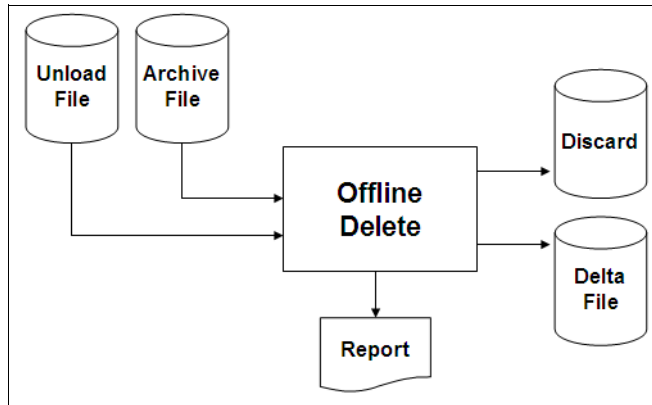 Unload
File
Archive
File
Offline
Delete
Discard
Delta
File
Report